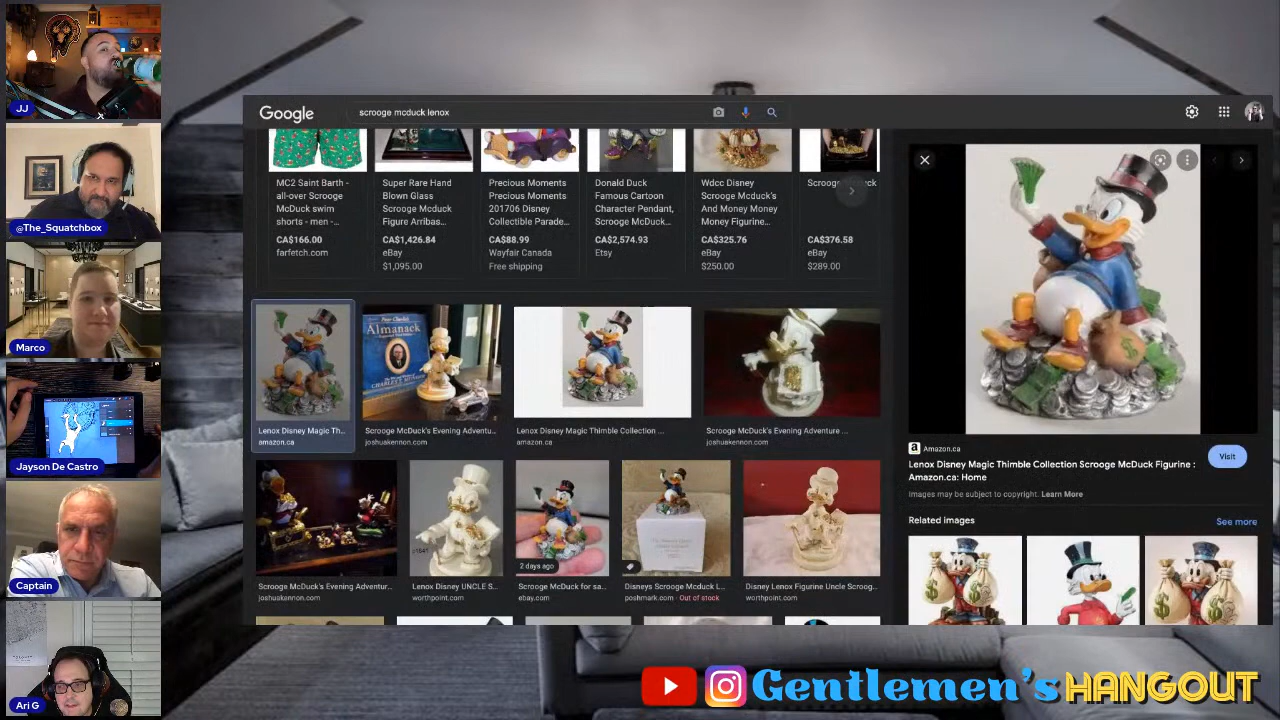 JJ
@The_Squatchbox
Marco
Jayson De Castro
Captain
Ari G
Google
scrooge mcduck lenox
MC2 Saint Barth -
all-over Scrooge
McDuck swim
shorts - men -...
CA$166.00
farfetch.com
Super Rare Hand
Blown Glass
Scrooge Mcduck
Figure Arribas...
CA$1,426.84
eBay
$1,095.00
Precious Moments
Precious Moments
201706 Disney
Collectible Parade...
CA$88.99
Wayfair Canada
Free shipping
Donald Duck
Famous Cartoon
Character Pendant,
Scrooge McDuck...
CA$2,574.93
Etsy
Wdcc Disney
Scrooge Mcduck's
And Money Money
Money Figurine...
CA$325.76
eBay
$250.00
CA$376.58
eBay
$289.00
Lenox Disney Magic Th...
amazon.ca
Almanack
Scrooge McDuck's Evening Adventu...
joshuakennon.com
Lenox Disney Magic Thimble Collection ...
amazon.ca
Scrooge McDuck's Evening Adventure ...
joshuakennon.com
Scrooge McDuck's Evening Adventur...
joshuakennon.com
Lenox Disney UNCLE S...
worthpoint.com
2 days ago
Scrooge McDuck for sa...
ebay.com
Disneys Scrooge Mcduck L...
poshmark.com · Out of stock
Disney Lenox Figurine Uncle Scroog...
worthpoint.com
$
a Amazon.ca
Lenox Disney Magic Thimble Collection Scrooge McDuck Figurine :
Amazon.ca: Home
Visit
Images may be subject to copyright. Learn More
Related images
See more
$ $
$ $
Gentlemen's HANGOUT